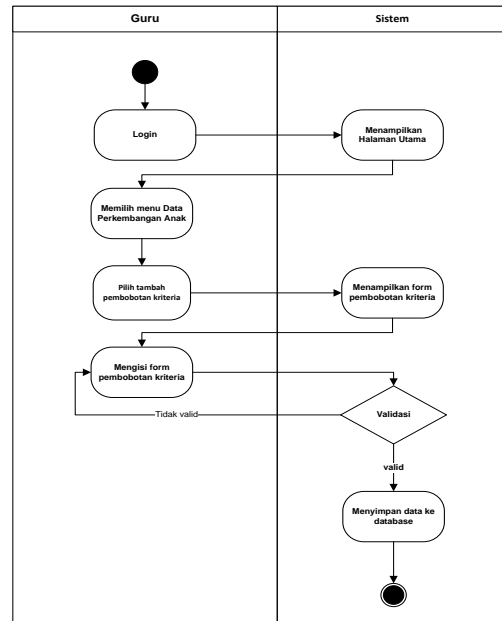 Guru
Sistem
Login
Menampilkan
Halaman Utama
Memilih menu Data
Perkembangan Anak
Pilih tambah
pembobotan kriteria
Menampilkan form
pembobotan kriteria
Mengisi form
pembobotan kriteria
Tidak valid
Validasi
valid
Menyimpan data ke
database